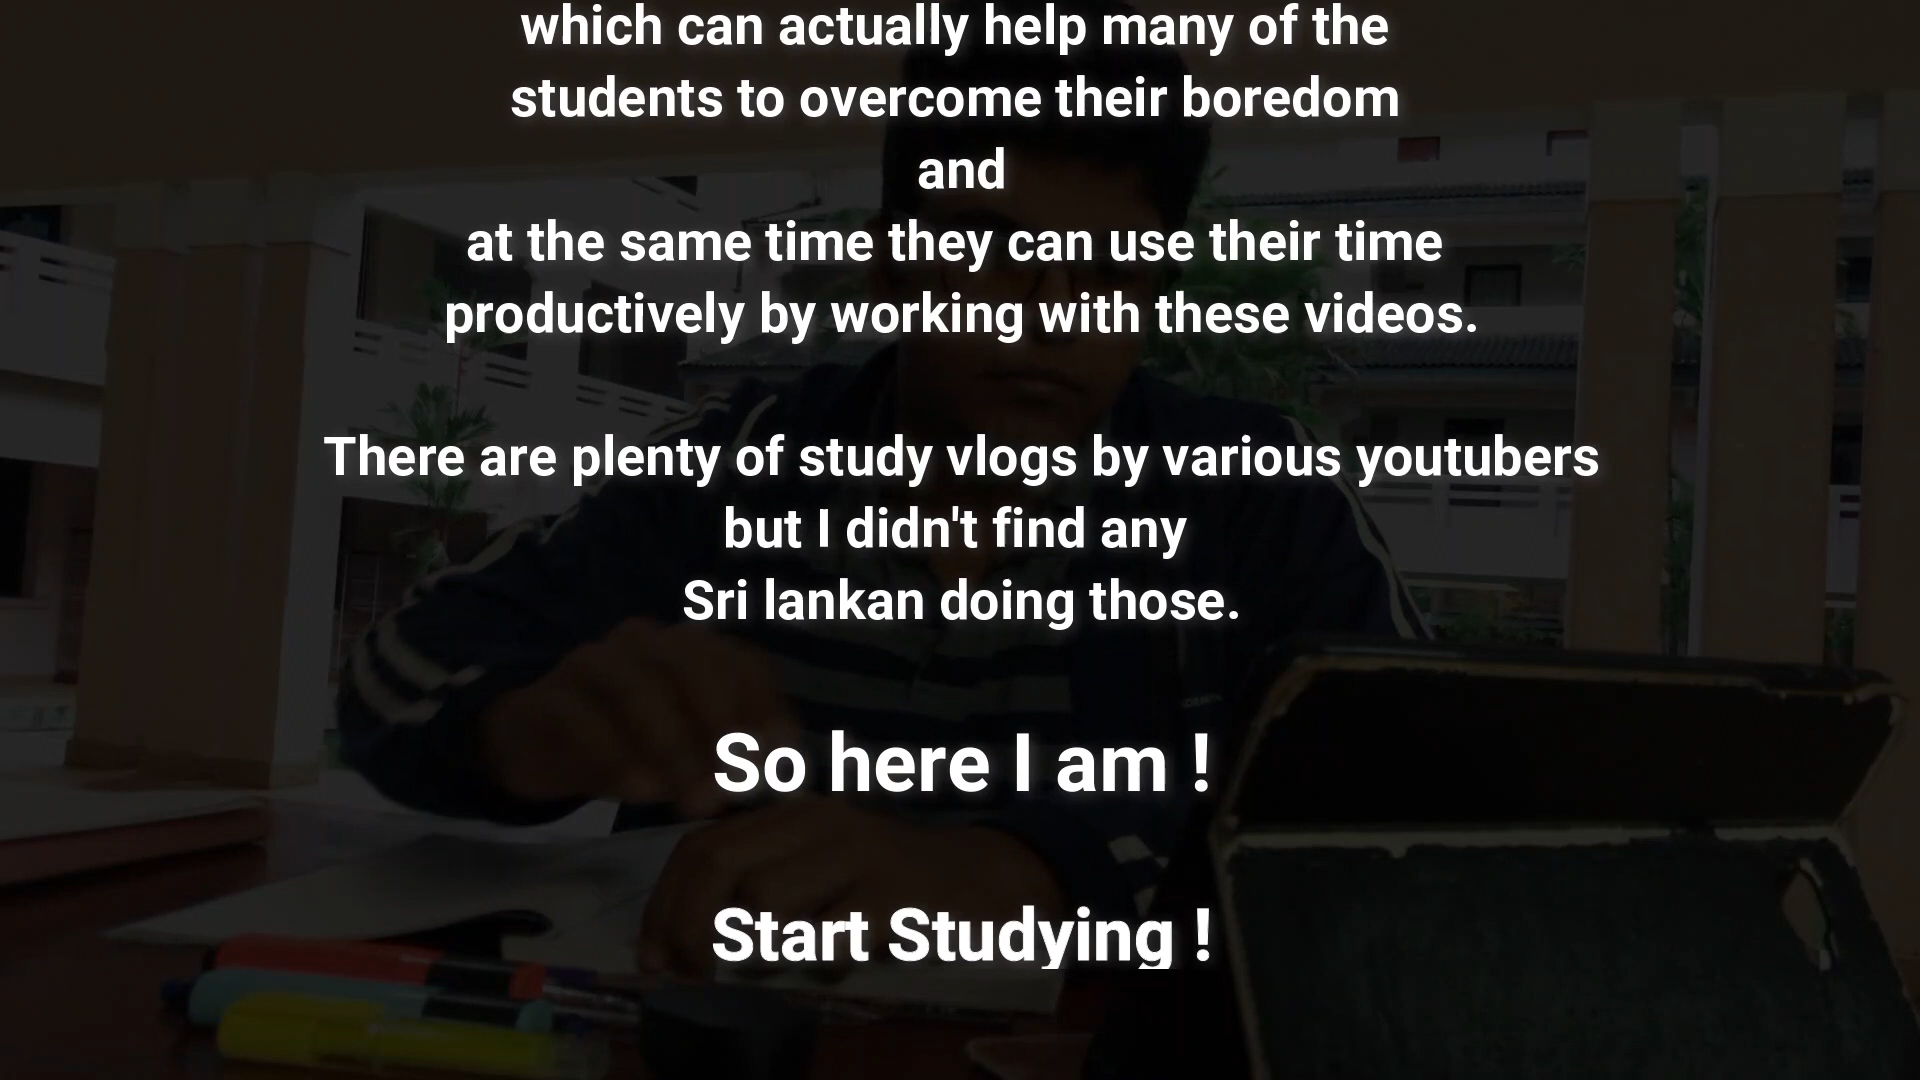 which can actually help many of the
students to overcome their boredom
and
at the same time they can use their time
productively by working with these videos.
There are plenty of study vlogs by various youtubers
but I didn't find any
Sri lankan doing those.
So here I am !
Start Studying !